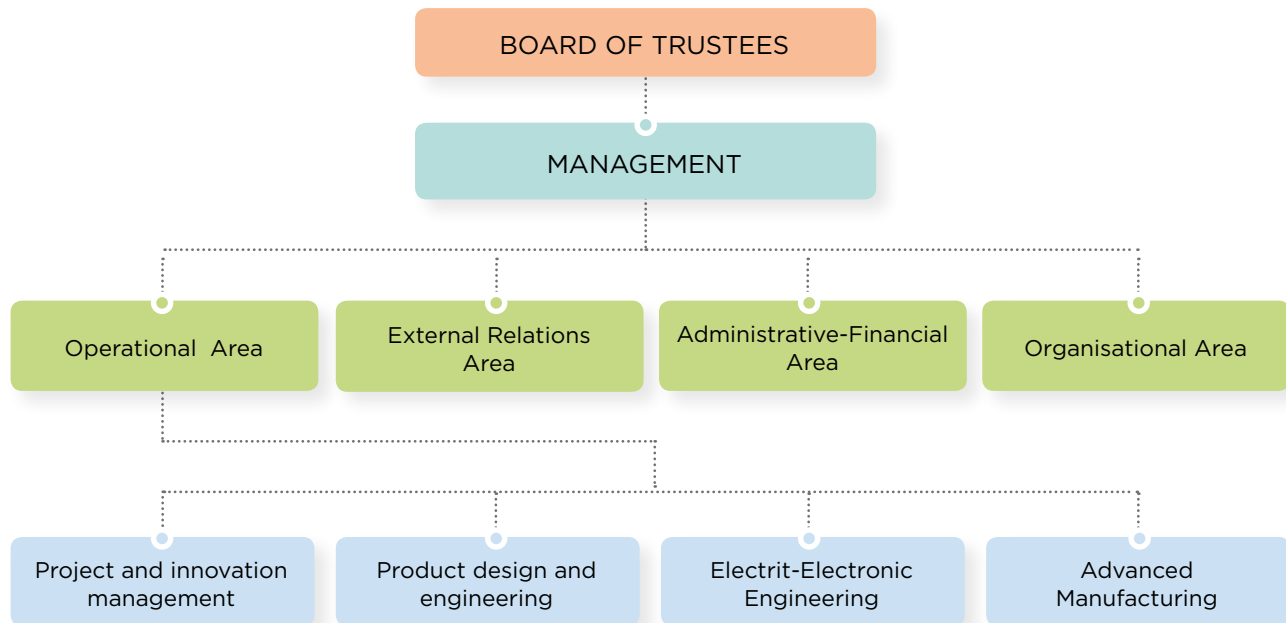 BOARD OF TRUSTEES
MANAGEMENT
Operational Area
External Relations
Area
Administrative-Financial
Area
Organisational Area
Project and innovation
management
Product design and
engineering
Electrit-Electronic
Engineering
Advanced
Manufacturing